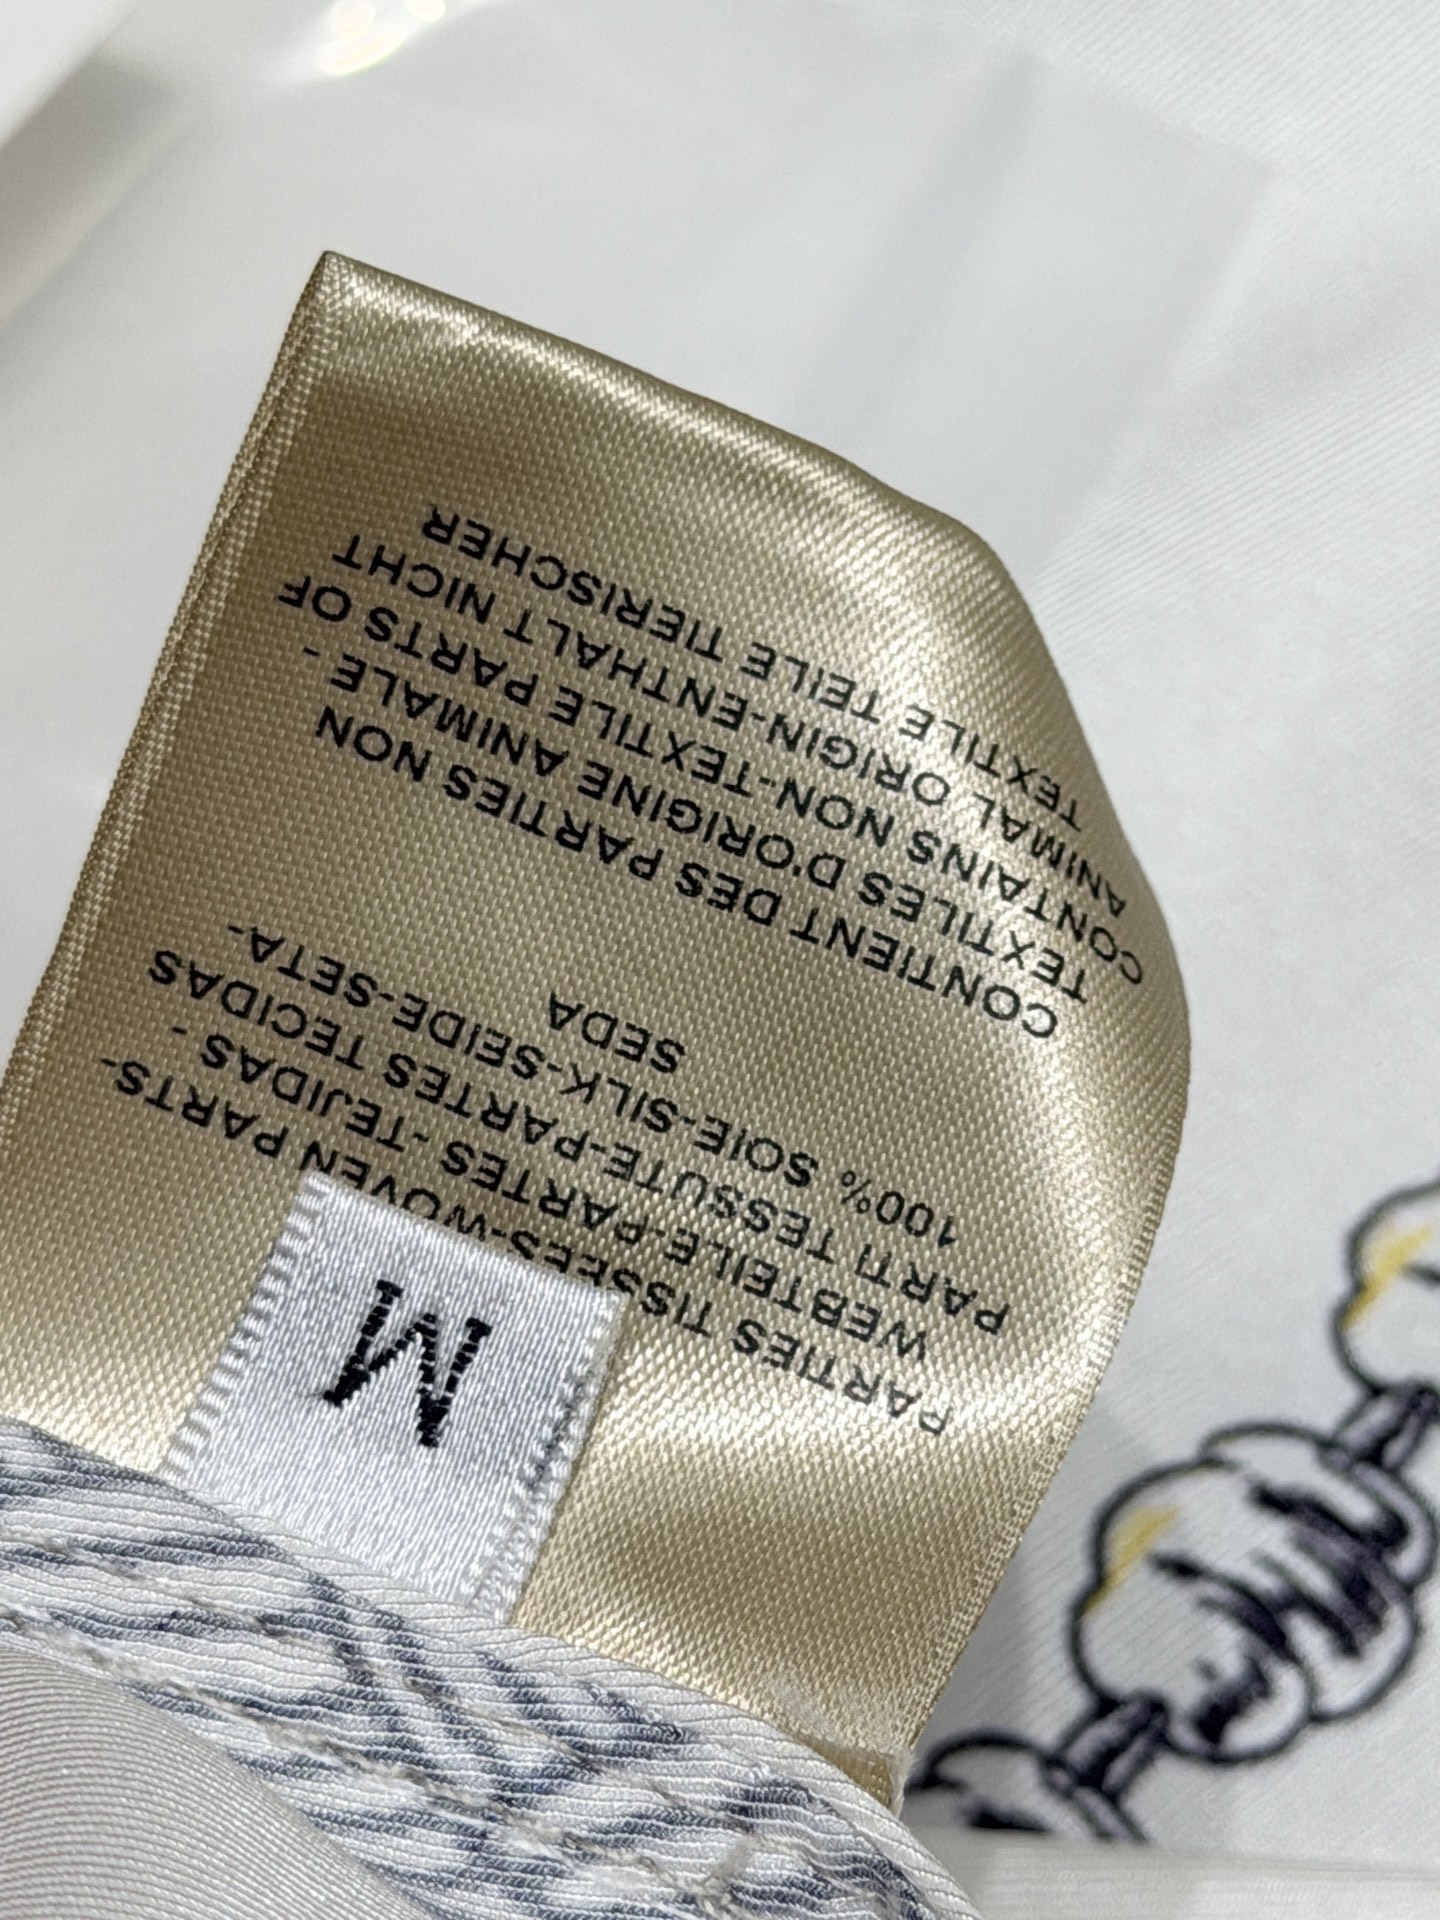 M
PARTIES TISSEES-WOVEN PARTS-
WEBTEILE-PARTES -TEJIDAS -
PARTI TESSUTE-PARTES TECIDAS
100% SOIE-SILK-SEIDE-SETA-
SEDA
CONTIENT DES PARTIES NON
TEXTILES D'ORIGINE ANIMALE -
CONTAINS NON-TEXTILE PARTS OF
ANIMAL ORIGIN-ENTHALT NICHT
TEXTILE TEILE TIERISCHER